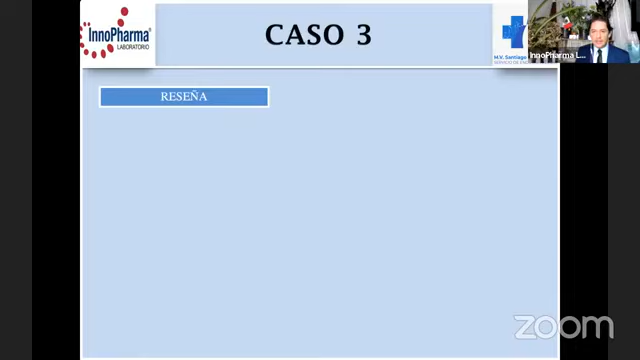 InnoPharma®
LABORATORIO
CASO 3
M.V. Santiago
InnoPharma L...
RESEÑA
zoom